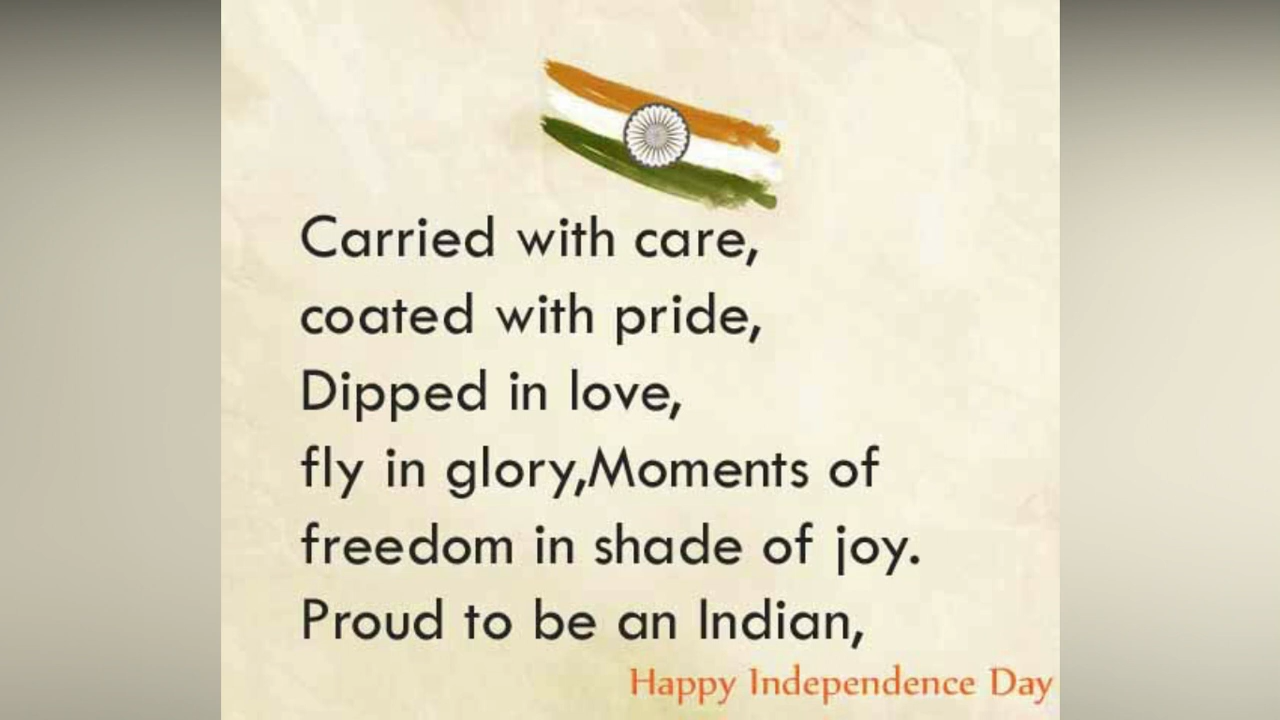 Carried with care,
coated with pride,
Dipped in love,
fly in glory,Moments of
freedom in shade of joy.
Proud to be an Indian,
Happy Independence Day